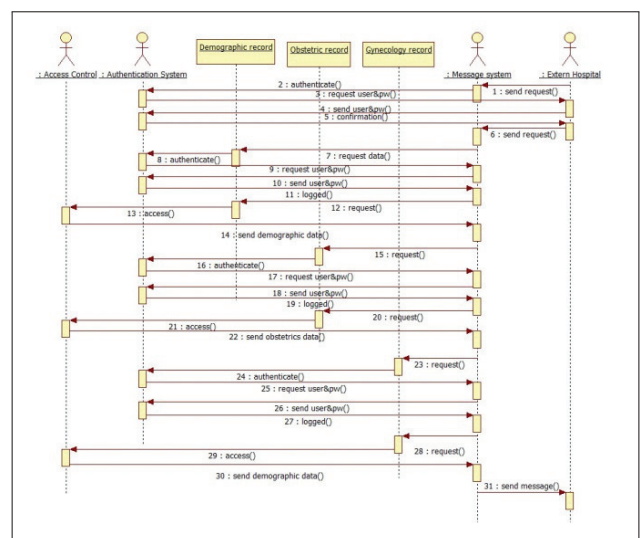 Demographic record
Obstetric record
Gynecology record
: Access Control
: Authentication System
: Message system
: Extern Hospital
2 : authenticate()
1 : send request()
3 : request user&pw()
4 : send user&pw()
5 : confirmation()
6 : send request()
7 : request data()
8 : authenticate()
9 : request user&pw()
10 : send user&pw()
11 : logged()
12 : request()
13 : access()
14 : send demographic data()
15 : request()
16 : authenticate()
17 : request user&pw()
18 : send user&pw()
19 : logged()
20 : request()
21 : access()
22 : send obstetrics data()
23 : request()
24 : authenticate()
25 : request user&pw()
26 : send user&pw()
27 : logged()
28 : request()
29 : access()
30 : send demographic data()
31 : send message()